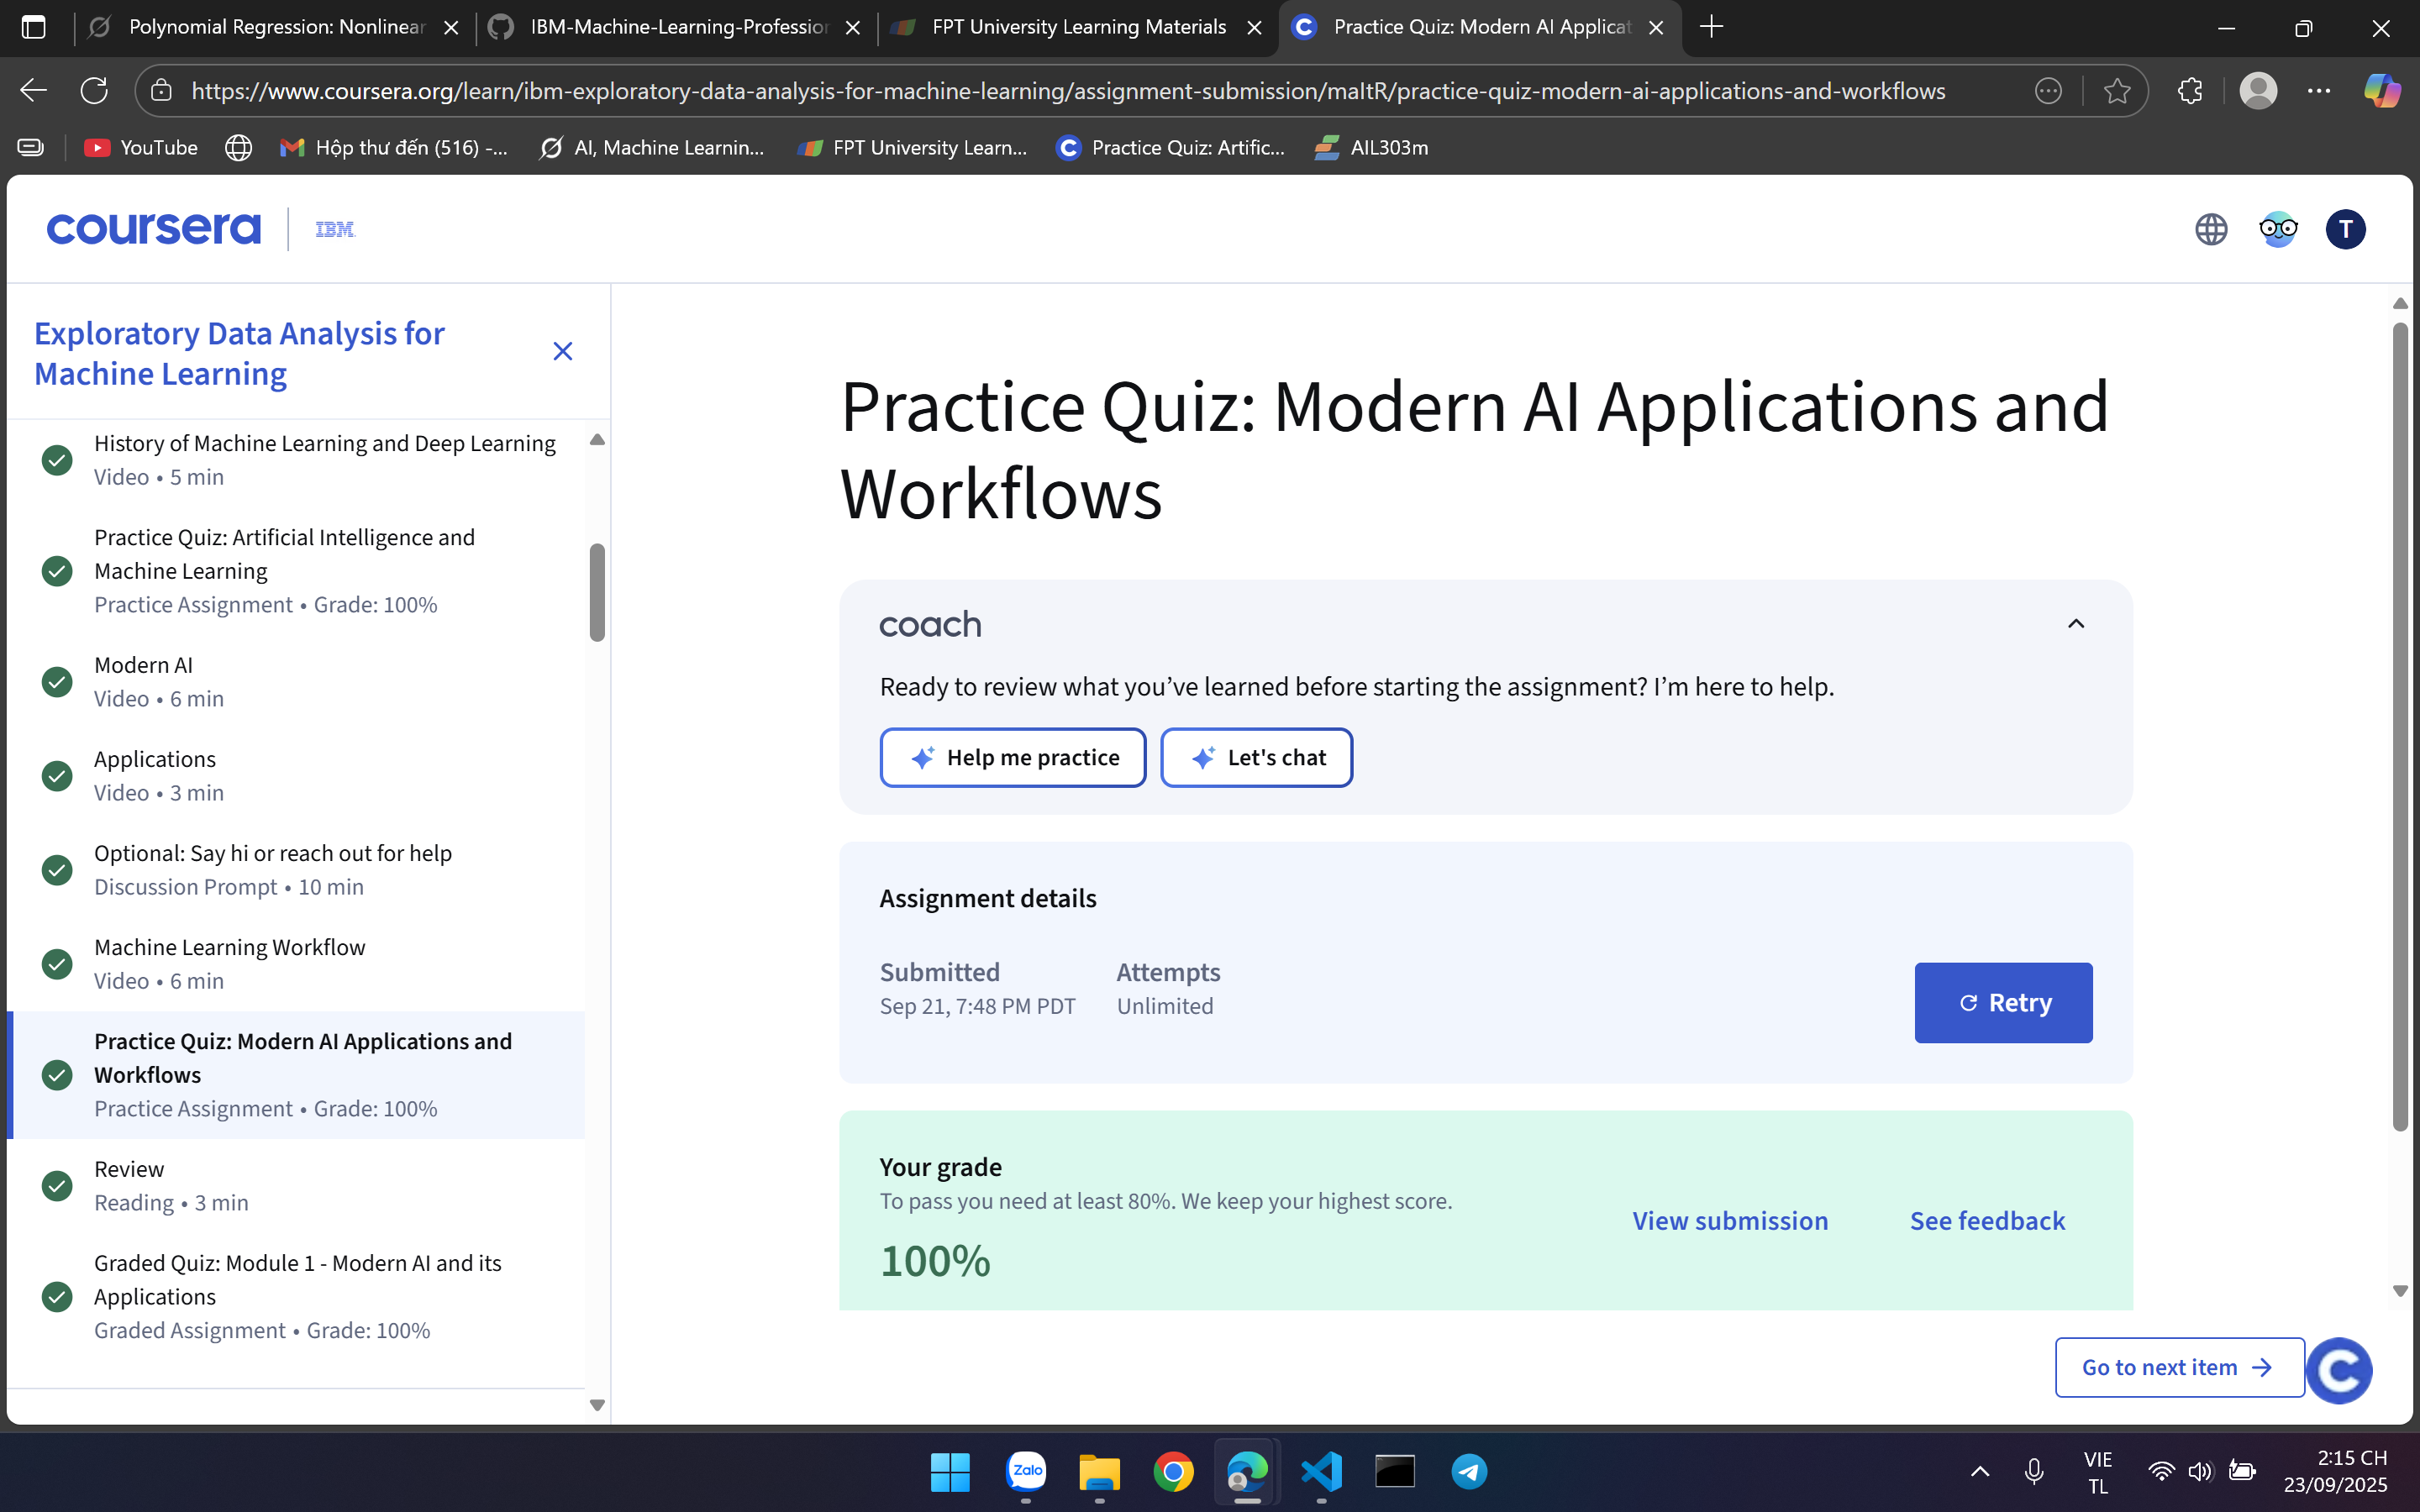 Polynomial Regression: Nonlinear
IBM-Machine-Learning-Profession
FPT University Learning Materials
Practice Quiz: Modern AI Applicat
https://www.coursera.org/learn/ibm-exploratory-data-analysis-for-machine-learning/assignment-submission/maItR/practice-quiz-modern-ai-applications-and-workflows
YouTube
Hộp thư đến (516) -...
AI, Machine Learnin...
FPT University Learn...
Practice Quiz: Artific...
AIL303m
coursera
IBM
T
Exploratory Data Analysis for
Machine Learning
History of Machine Learning and Deep Learning
Video • 5 min
Practice Quiz: Artificial Intelligence and
Machine Learning
Practice Assignment • Grade: 100%
Modern AI
Video • 6 min
Applications
Video • 3 min
Optional: Say hi or reach out for help
Discussion Prompt • 10 min
Machine Learning Workflow
Video • 6 min
Practice Quiz: Modern AI Applications and
Workflows
Practice Assignment • Grade: 100%
Review
Reading • 3 min
Graded Quiz: Module 1 - Modern AI and its
Applications
Graded Assignment • Grade: 100%
Practice Quiz: Modern AI Applications and
Workflows
coach
Ready to review what you’ve learned before starting the assignment? I’m here to help.
Help me practice
Let's chat
Assignment details
Submitted
Sep 21, 7:48 PM PDT
Attempts
Unlimited
Retry
Your grade
To pass you need at least 80%. We keep your highest score.
100%
View submission
See feedback
Go to next item
Zalo
VIE
TL
2:15 CH
23/09/2025